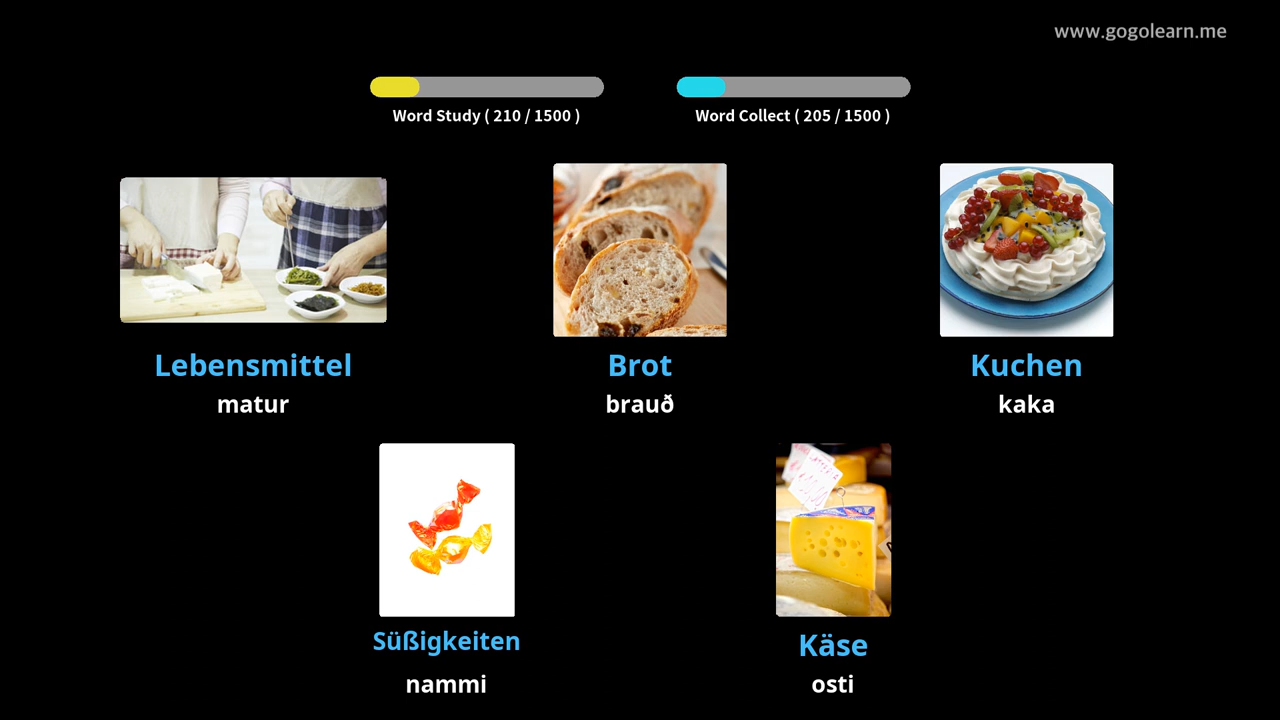 www.gogolearn.me
Word Study ( 210 / 1500 )
Word Collect ( 205 / 1500 )
Lebensmittel
matur
Brot
brauð
Kuchen
kaka
Süßigkeiten
nammi
Käse
osti